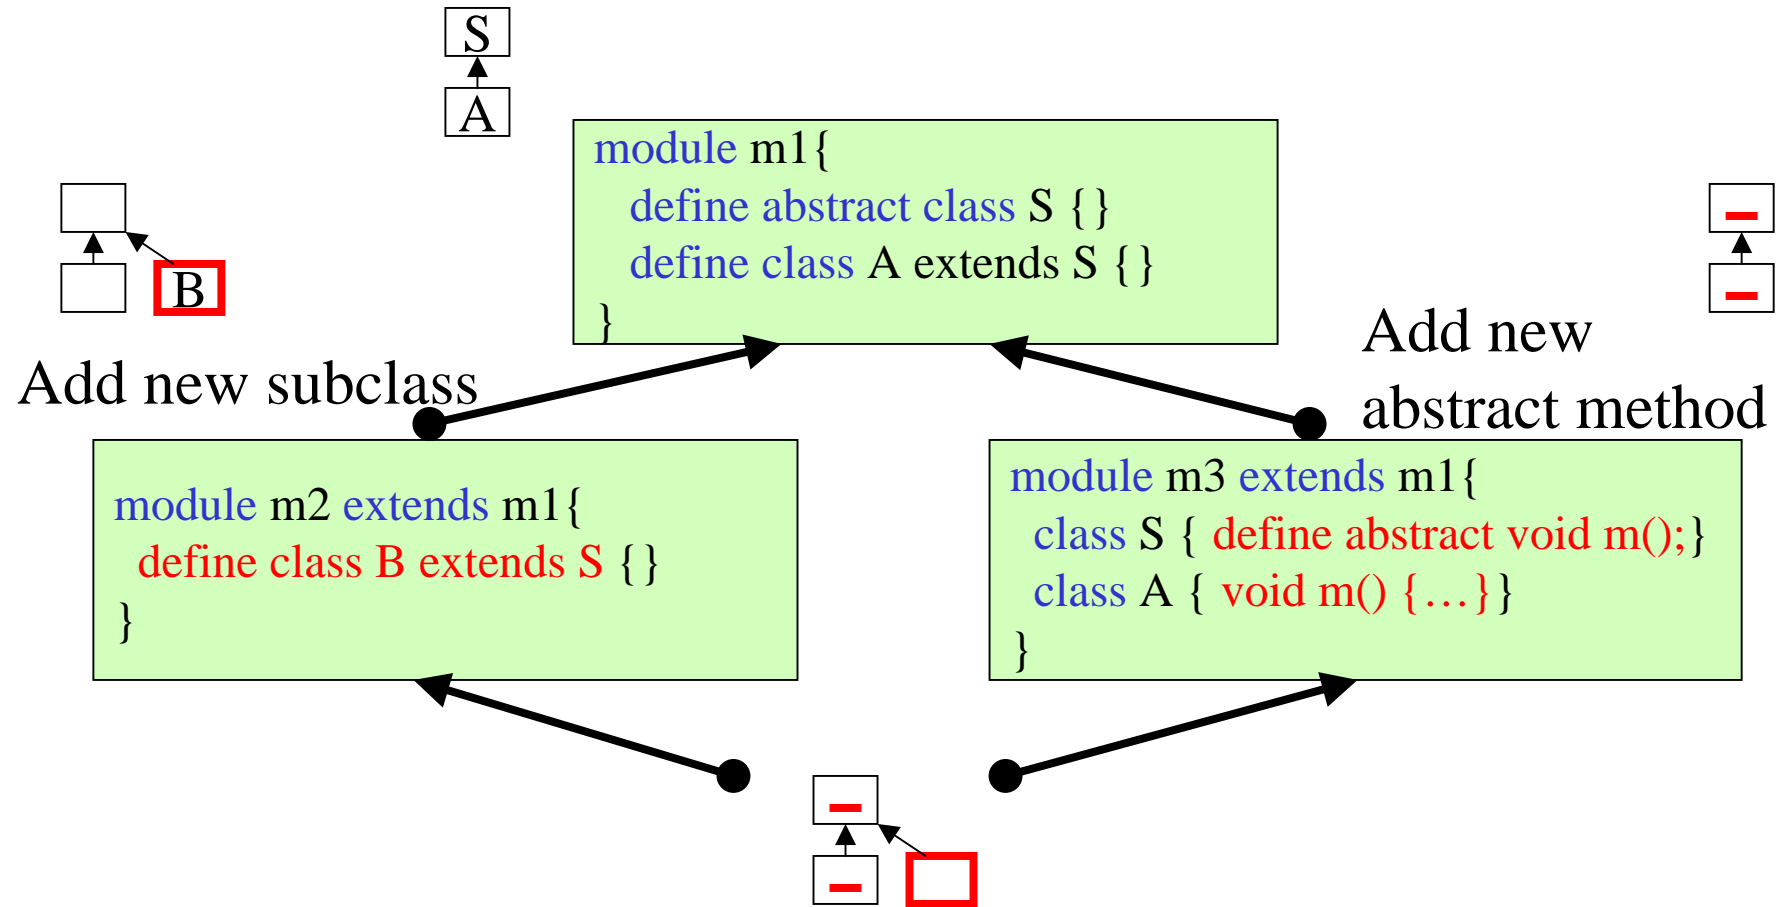 S
A
module m1{
define abstract class S {}
define class A extends S {}
}
B
Add new subclass
Add new
abstract method
module m2 extends m1{
define class B extends S {}
}
module m3 extends m1{
class S { define abstract void m();}
class A { void m() {…}}
}